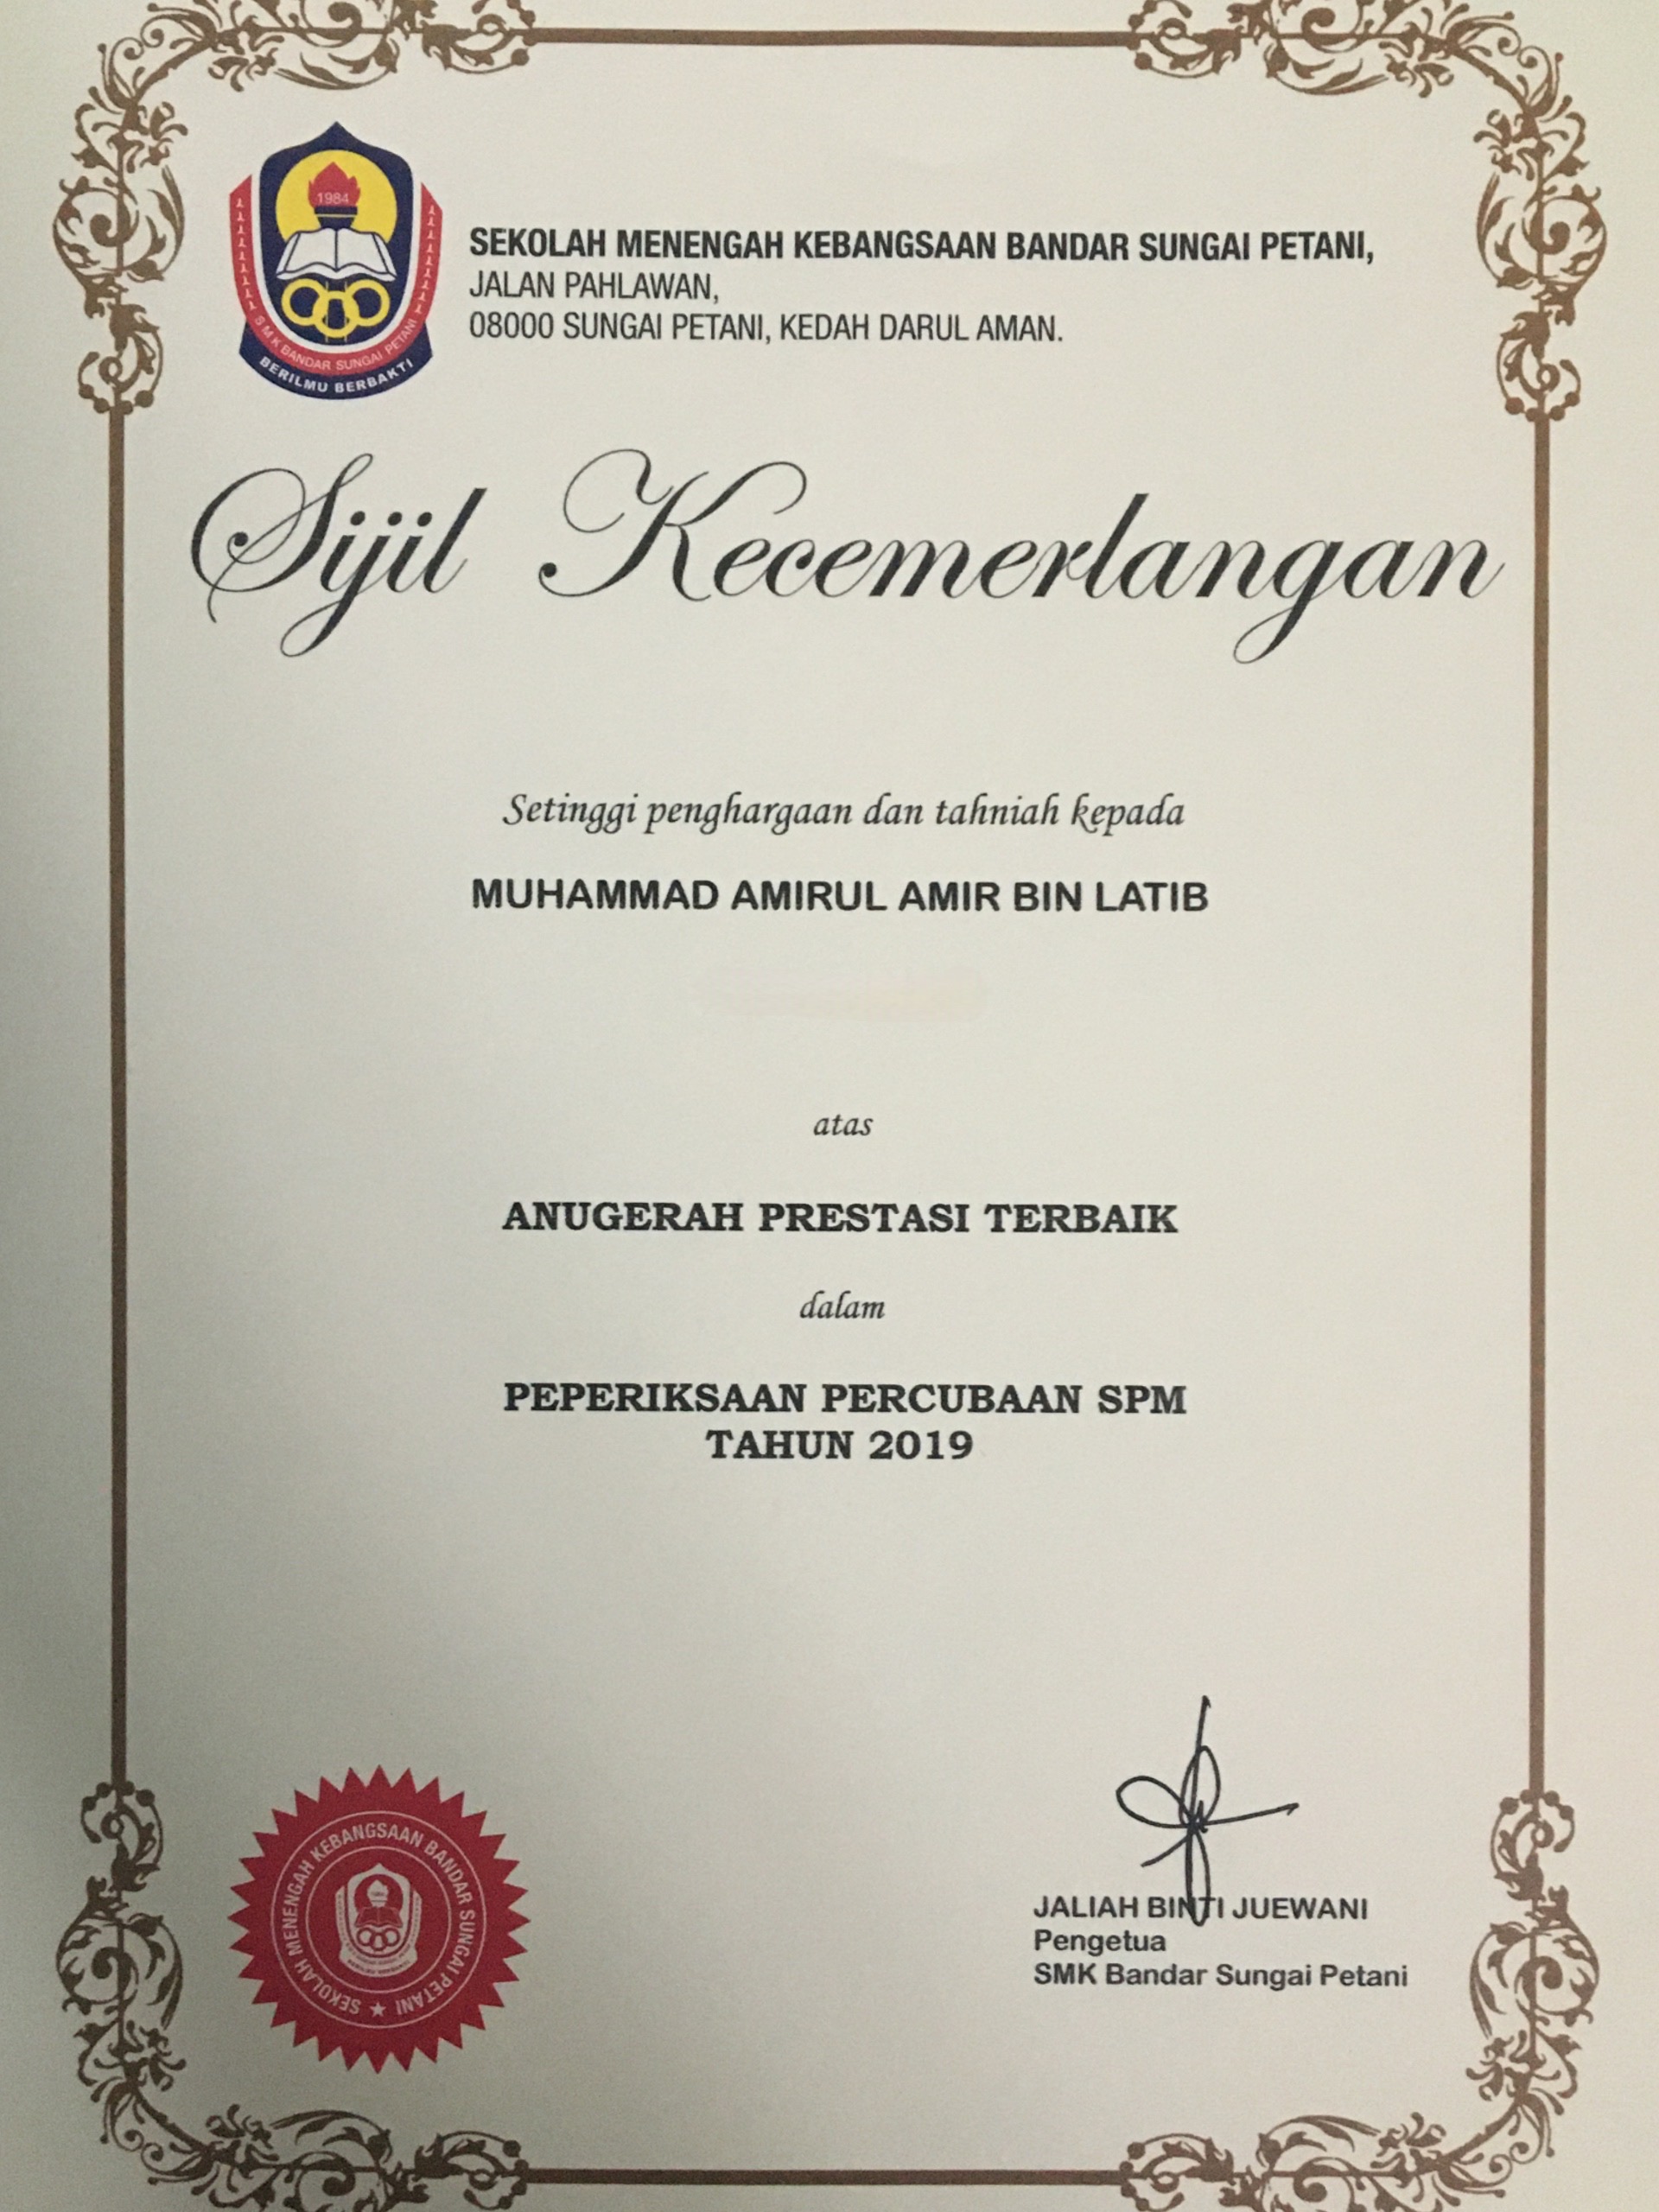 1984
S M K BANDAR SUNGAI PETANI
BERILMU BERBAKTI
SEKOLAH MENENGAH KEBANGSAAN BANDAR SUNGAI PETANI,
JALAN PAHLAWAN,
08000 SUNGAI PETANI, KEDAH DARUL AMAN.
Sijil Kecemerlangan
Setinggi penghargaan dan tahniah kepada
MUHAMMAD AMIRUL AMIR BIN LATIB
atas
ANUGERAH PRESTASI TERBAIK
dalam
PEPERIKSAAN PERCUBAAN SPM
TAHUN 2019
SEKOLAH MENENGAH KEBANGSAAN BANDAR SUNGAI PETANI ★
JALIAH BINTI JUEWANI
Pengetua
SMK Bandar Sungai Petani